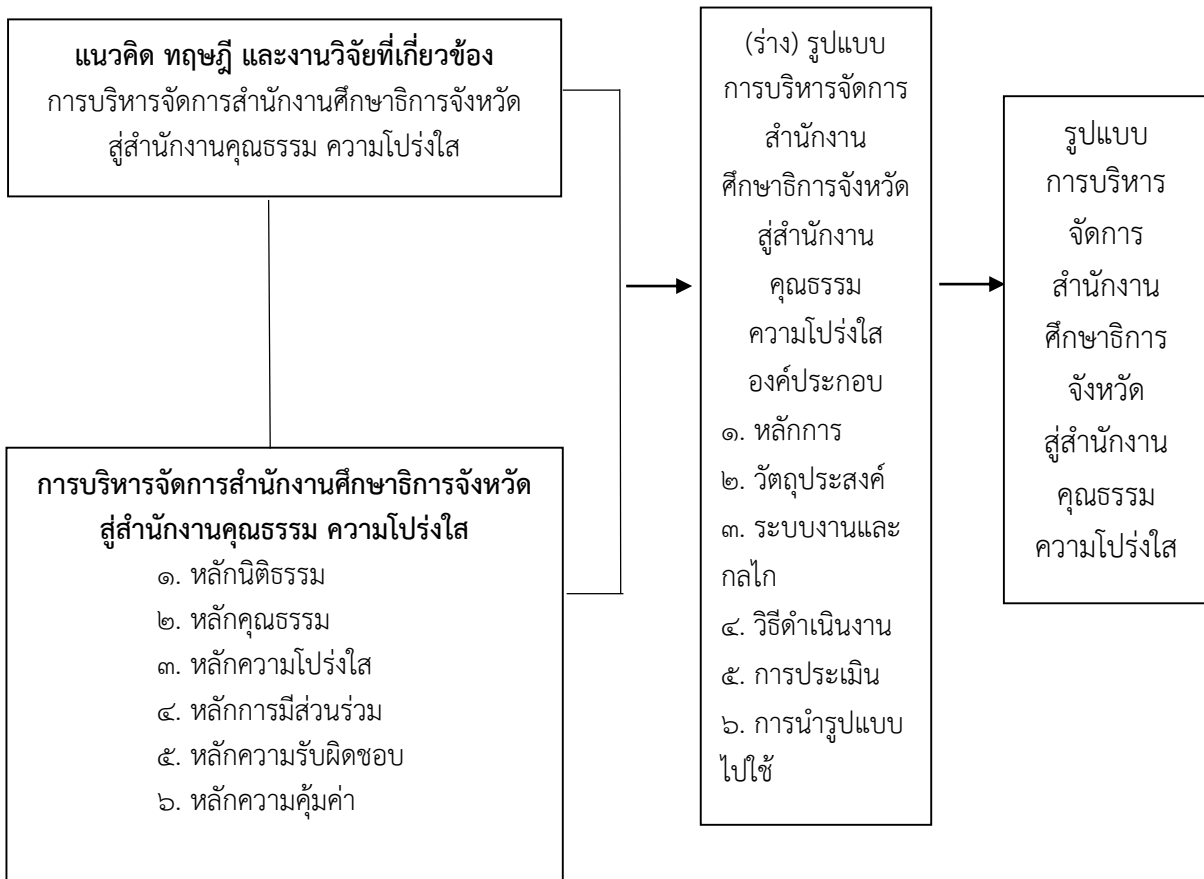 แนวคิด ทฤษฎี และงานวิจัยที่เกี่ยวข้อง
การบริหารจัดการสำนักงานศึกษาธิการจังหวัด
สู่สำนักงานคุณธรรม ความโปร่งใส
การบริหารจัดการสำนักงานศึกษาธิการจังหวัด
สู่สำนักงานคุณธรรม ความโปร่งใส
๑. หลักนิติธรรม
๒. หลักคุณธรรม
๓. หลักความโปร่งใส
๔. หลักการมีส่วนร่วม
๕. หลักความรับผิดชอบ
๖. หลักความคุ้มค่า
(ร่าง) รูปแบบ
การบริหารจัดการ
สำนักงาน
ศึกษาธิการจังหวัด
สู่สำนักงาน
คุณธรรม
ความโปร่งใส
องค์ประกอบ
๑. หลักการ
๒. วัตถุประสงค์
๓. ระบบงานและ
กลไก
๔. วิธีดำเนินงาน
๕. การประเมิน
๖. การนำรูปแบบ
ไปใช้
รูปแบบ
การบริหาร
จัดการ
สำนักงาน
ศึกษาธิการ
จังหวัด
สู่สำนักงาน
คุณธรรม
ความโปร่งใส